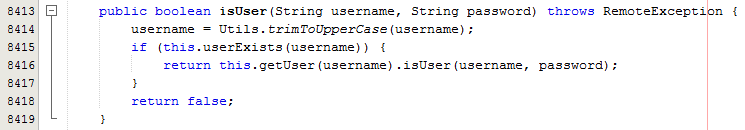 8413 public boolean isUser(String username, String password) throws RemoteException {
8414 username = Utils.trimToUpperCase(username);
8415 if (this.userExists(username)) {
8416 return this.getUser(username).isUser(username, password);
8417 }
8418 return false;
8419 }